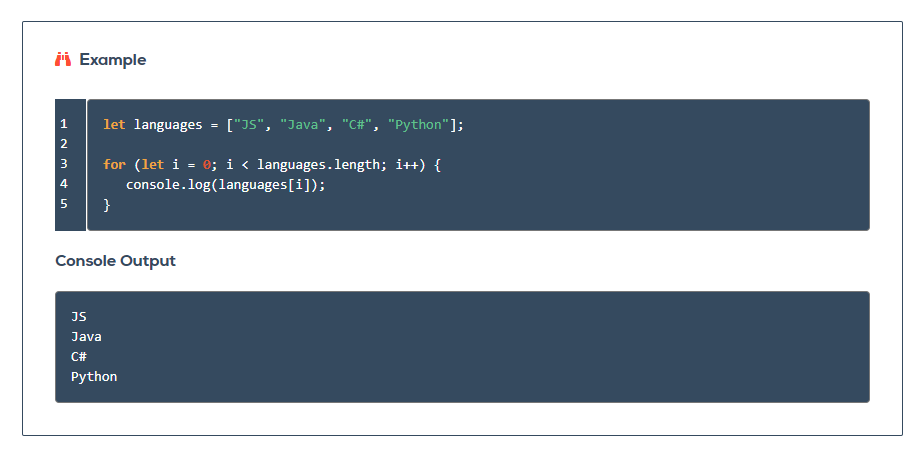 Example
1 let languages = ["JS", "Java", "C#", "Python"];
2
3 for (let i = 0; i < languages.length; i++) {
4    console.log(languages[i]);
5 }
Console Output
JS
Java
C#
Python